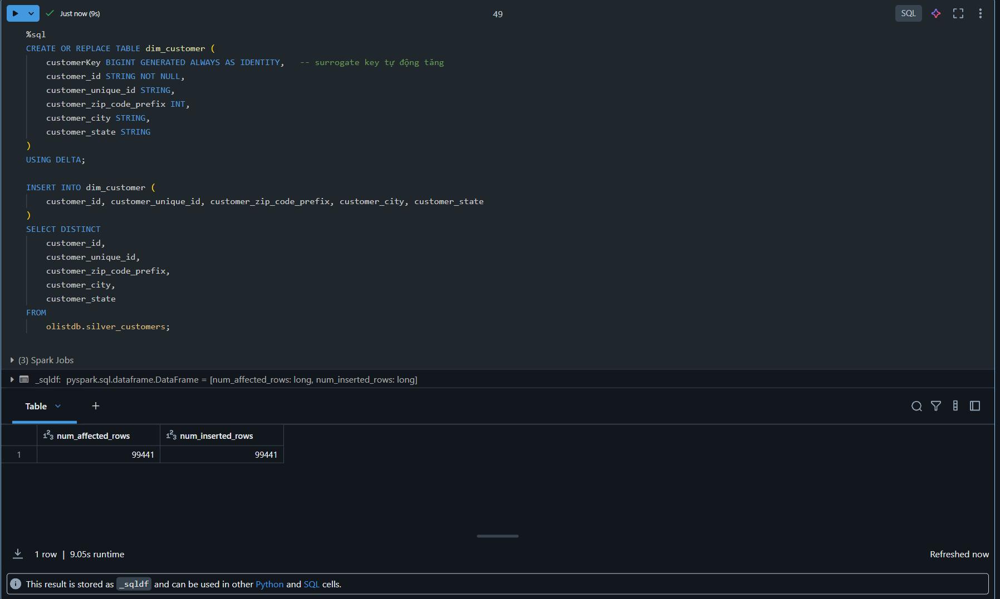 Just now (9s)
49
SQL
%sql
CREATE OR REPLACE TABLE dim_customer (
customerKey BIGINT GENERATED ALWAYS AS IDENTITY,   -- surrogate key tự động tăng
customer_id STRING NOT NULL,
customer_unique_id STRING,
customer_zip_code_prefix INT,
customer_city STRING,
customer_state STRING
)
USING DELTA;
INSERT INTO dim_customer (
customer_id, customer_unique_id, customer_zip_code_prefix, customer_city, customer_state
)
SELECT DISTINCT
customer_id,
customer_unique_id,
customer_zip_code_prefix,
customer_city,
customer_state
FROM
olistdb.silver_customers;
(3) Spark Jobs
_sqldf: pyspark.sql.dataframe.DataFrame = [num_affected_rows: long, num_inserted_rows: long]
Table +
123 num_affected_rows 123 num_inserted_rows
1 99441 99441
1 row | 9.05s runtime
Refreshed now
This result is stored as _sqldf and can be used in other Python and SQL cells.